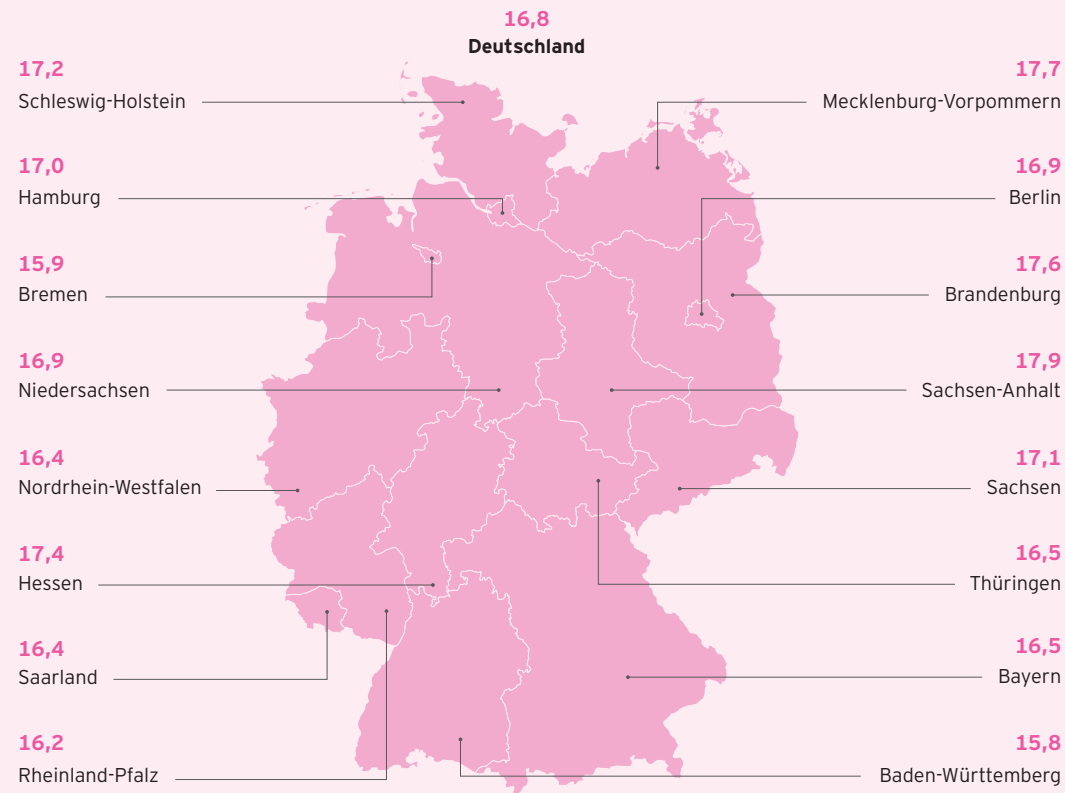 16,8
Deutschland
17,2
Schleswig-Holstein
17,0
Hamburg
15,9
Bremen
16,9
Niedersachsen
16,4
Nordrhein-Westfalen
17,4
Hessen
16,4
Saarland
16,2
Rheinland-Pfalz
17,7
Mecklenburg-Vorpommern
16,9
Berlin
17,6
Brandenburg
17,9
Sachsen-Anhalt
17,1
Sachsen
16,5
Thüringen
16,5
Bayern
15,8
Baden-Württemberg